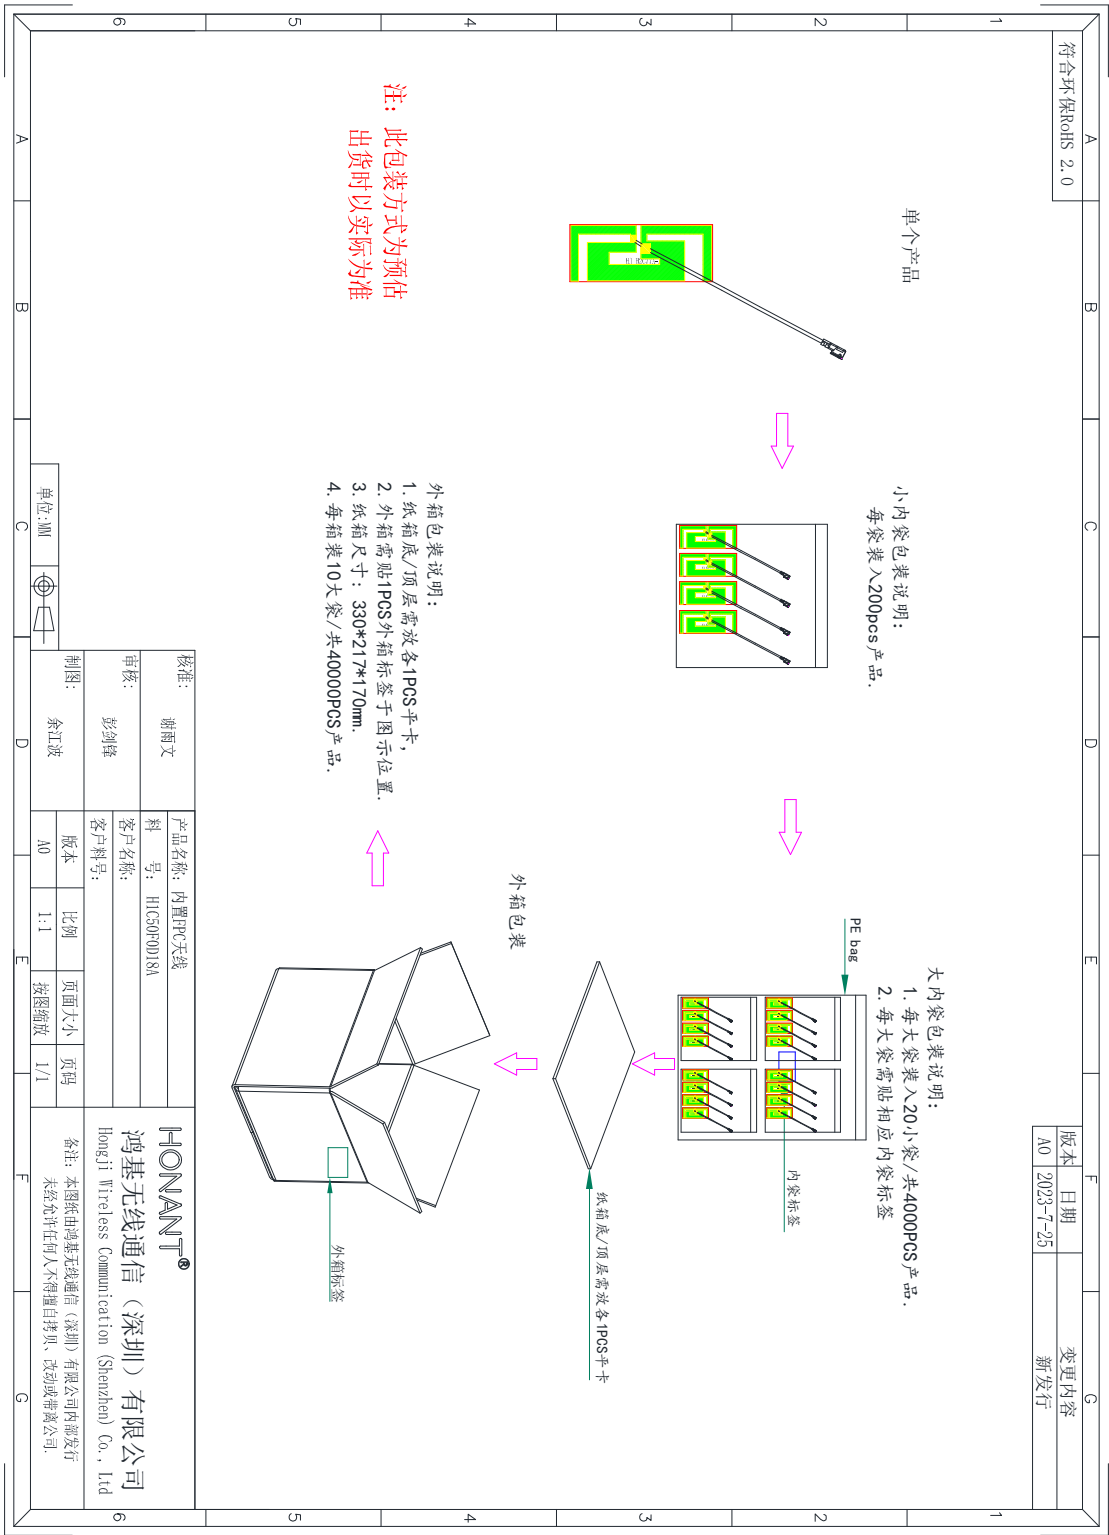 符合环保RoHS 2.0
版本 日期 变更内容
A0 2023-7-25 新发行
1 2 3 4 5 6
A B C D E F G
单个产品
小内袋包装说明：
每袋装入200pcs产品.
大内袋包装说明：
1. 每大袋装入20小袋/共4000PCS产品.
2. 每大袋需贴相应内袋标签
PE bag
内袋标签
纸箱底/顶层需放各1PCS平卡
外箱包装
外箱标签
外箱包装说明：
1. 纸箱底/顶层需放各1PCS平卡，
2. 外箱需贴1PCS外箱标签于图示位置.
3. 纸箱尺寸：330*217*170mm.
4. 每箱装10大袋/共40000PCS产品.
注：此包装方式为预估
出货时以实际为准
单位:MM
核准： 谢雨文
审核： 彭剑锋
制图： 余江波
产品名称：内置FPC天线
料 号：H1C50F0D18A
客户名称：
客户料号：
版本 比例 页面大小 页码
A0 1:1 按图缩放 1/1
HONANT®
鸿基无线通信（深圳）有限公司
Hongji Wireless Communication (Shenzhen) Co., Ltd
备注：本图纸由鸿基无线通信（深圳）有限公司内部发行
未经允许任何人不得擅自拷贝、改动或带离公司.
A B C D E F G
1 2 3 4 5 6